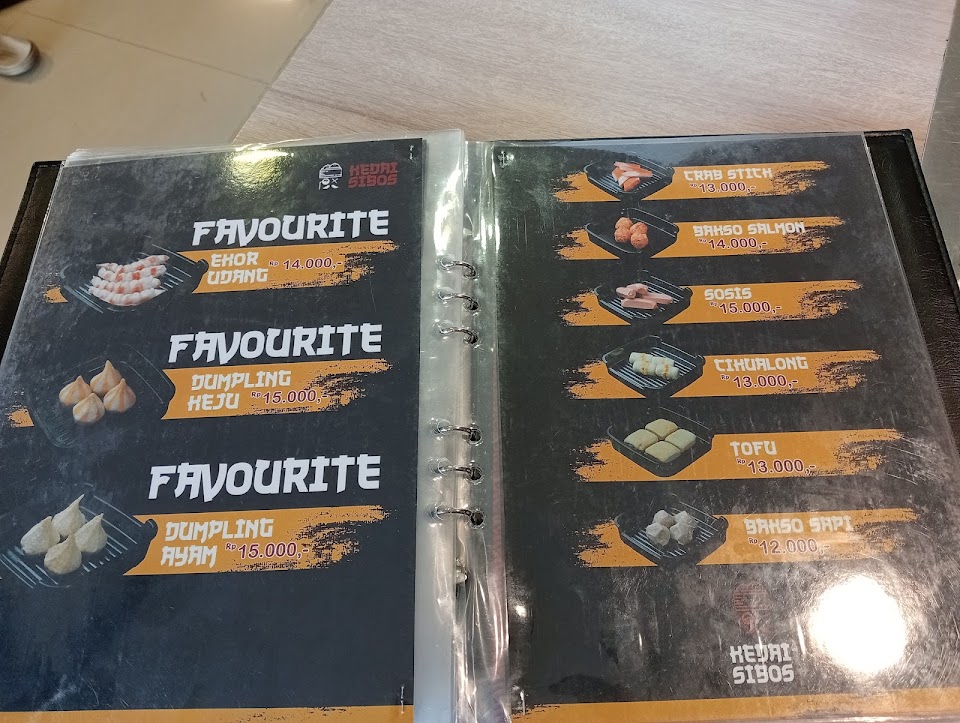 KEDAI
SIBOS
FAVOURITE
EKOR
UDANG
Rp 14.000,-
FAVOURITE
DUMPLING
KEJU
Rp 15.000,-
FAVOURITE
DUMPLING
AYAM
Rp 15.000,-
CRAB STICK
Rp 13.000,-
BAKSO SALMON
Rp 14.000,-
SOSIS
Rp 15.000,-
CIKUALONG
Rp 13.000,-
TOFU
Rp 13.000,-
BAKSO SAPI
Rp 12.000,-
KEDAI
SIBOS